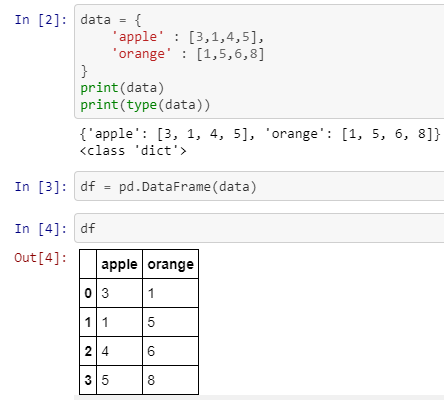 In [2]: data = {
'apple' : [3,1,4,5],
'orange' : [1,5,6,8]
}
print(data)
print(type(data))
{'apple': [3, 1, 4, 5], 'orange': [1, 5, 6, 8]}
<class 'dict'>
In [3]: df = pd.DataFrame(data)
In [4]: df
Out[4]:
apple orange
0 3 1
1 1 5
2 4 6
3 5 8